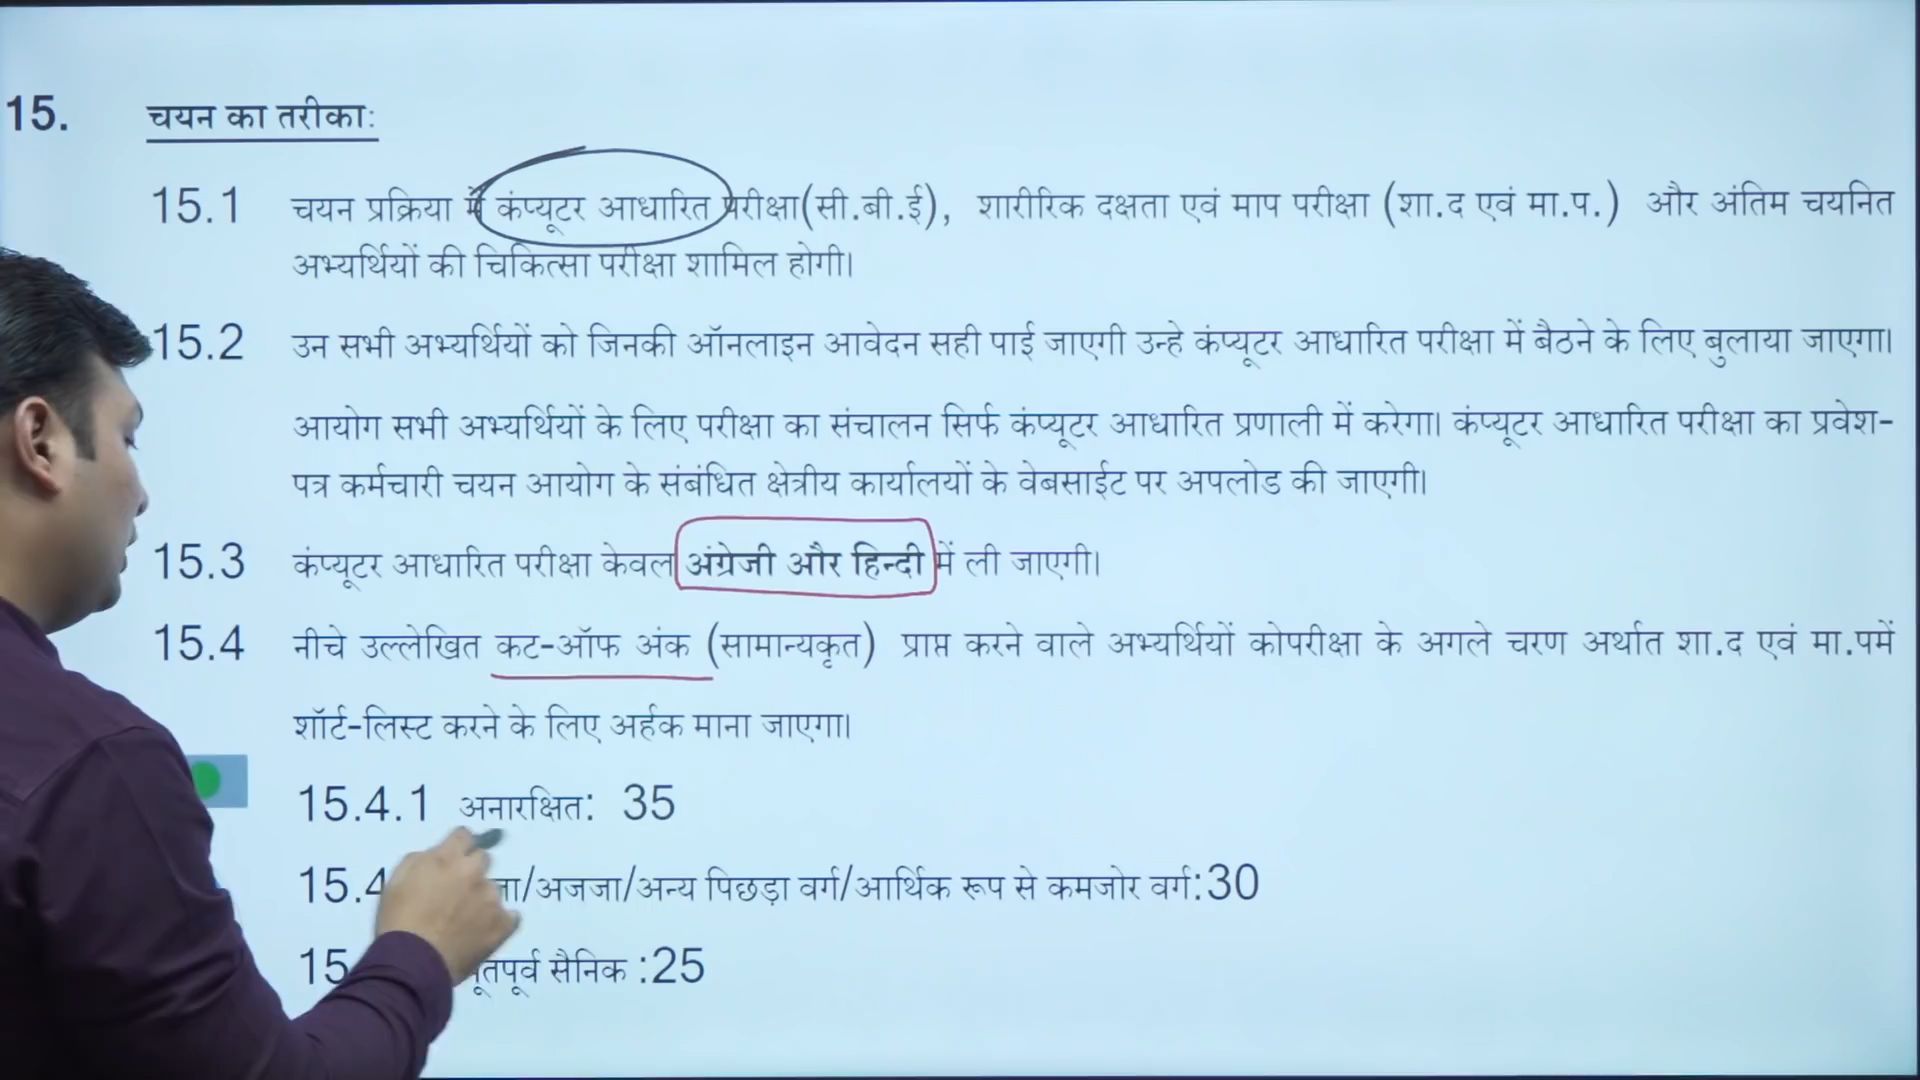 15. चयन का तरीकाः
15.1 चयन प्रक्रिया में कंप्यूटर आधारित परीक्षा(सी.बी.ई), शारीरिक दक्षता एवं माप परीक्षा (शा.द एवं मा.प.) और अंतिम चयनित
अभ्यर्थियों की चिकित्सा परीक्षा शामिल होगी।
15.2 उन सभी अभ्यर्थियों को जिनकी ऑनलाइन आवेदन सही पाई जाएगी उन्हे कंप्यूटर आधारित परीक्षा में बैठने के लिए बुलाया जाएगा।
आयोग सभी अभ्यर्थियों के लिए परीक्षा का संचालन सिर्फ कंप्यूटर आधारित प्रणाली में करेगा। कंप्यूटर आधारित परीक्षा का प्रवेश-
पत्र कर्मचारी चयन आयोग के संबंधित क्षेत्रीय कार्यालयों के वेबसाईट पर अपलोड की जाएगी।
15.3 कंप्यूटर आधारित परीक्षा केवल अंग्रेजी और हिन्दी में ली जाएगी।
15.4 नीचे उल्लेखित कट-ऑफ अंक (सामान्यकृत) प्राप्त करने वाले अभ्यर्थियों कोपरीक्षा के अगले चरण अर्थात शा.द एवं मा.पमें
शॉर्ट-लिस्ट करने के लिए अर्हक माना जाएगा।
15.4.1 अनारक्षित: 35
15.4 /अजजा/अन्य पिछड़ा वर्ग/आर्थिक रूप से कमजोर वर्ग:30
15 सैनिक :25